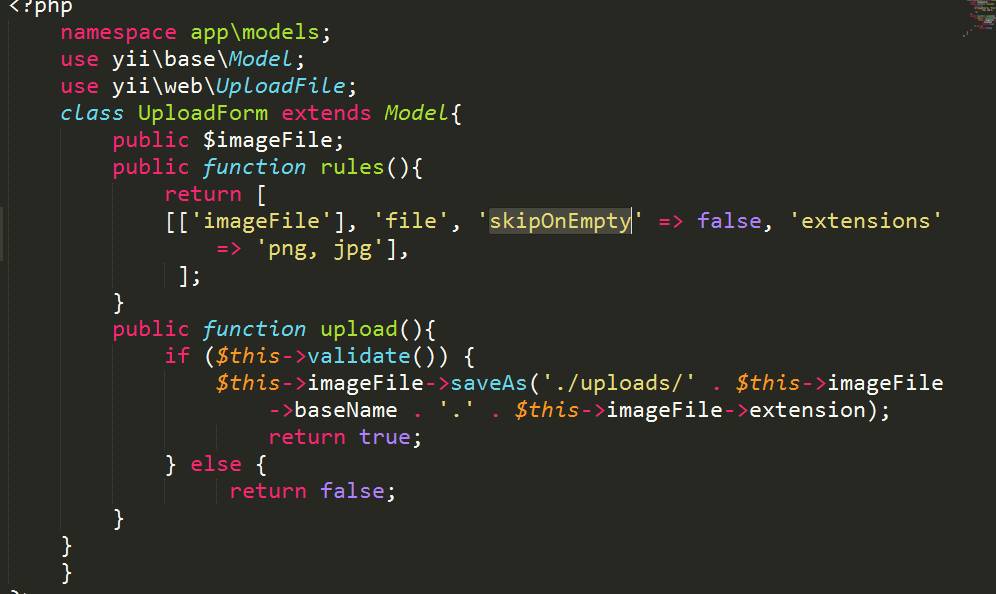 <?php
namespace app\models;
use yii\base\Model;
use yii\web\UploadFile;
class UploadForm extends Model{
public $imageFile;
public function rules(){
return [
[['imageFile'], 'file', 'skipOnEmpty' => false, 'extensions'
=> 'png, jpg'],
];
}
public function upload(){
if ($this->validate()) {
$this->imageFile->saveAs('./uploads/' . $this->imageFile
->baseName . '.' . $this->imageFile->extension);
return true;
} else {
return false;
}
}
}